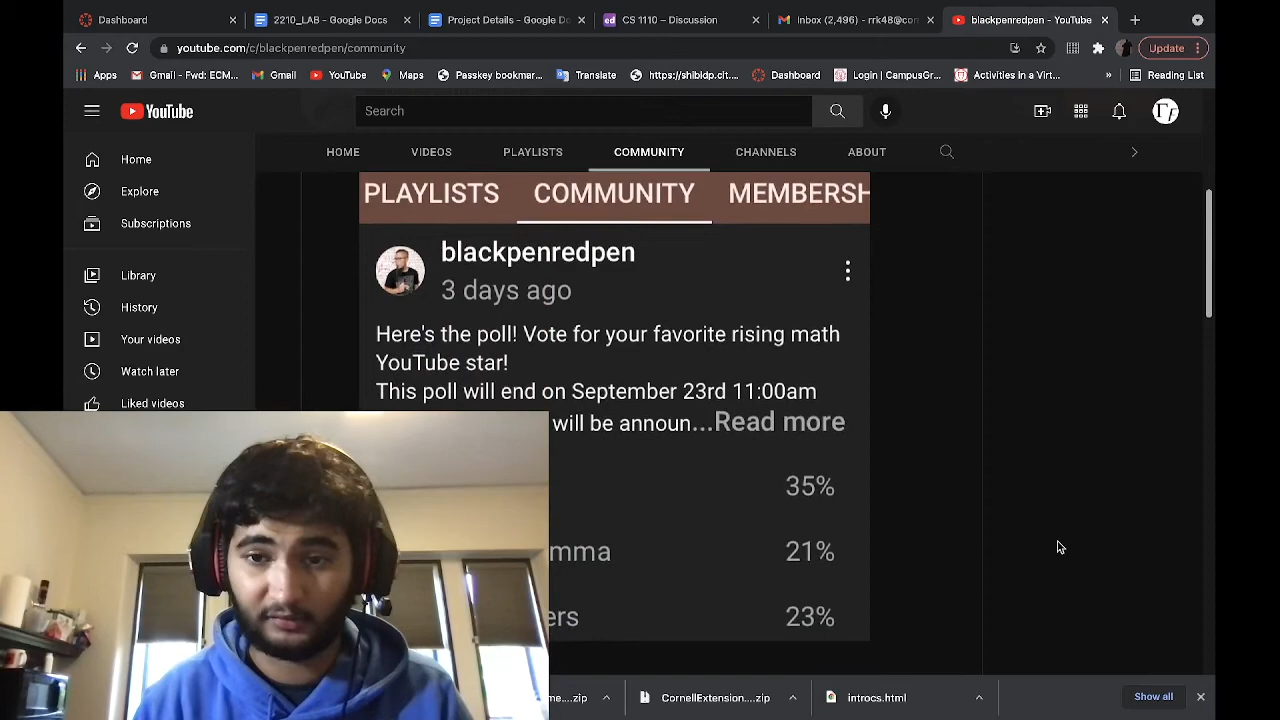 Dashboard
2210_LAB - Google Docs
Project Details - Google Do
CS 1110 – Discussion
Inbox (2,496) - nfc48@corn
blackpenredpen - YouTube
youtube.com/c/blackpenredpen/community
Update
Apps
Gmail - Fwd: ECM...
Gmail
YouTube
Maps
Passkey bookmar...
Translate
https://shibidp.cit....
Dashboard
Login | CampusGr...
Activities in a Virt...
»
Reading List
YouTube
Search
Home
Explore
Subscriptions
Library
History
Your videos
Watch later
Liked videos
HOME
VIDEOS
PLAYLISTS
COMMUNITY
CHANNELS
ABOUT
PLAYLISTS
COMMUNITY
MEMBERSH
blackpenredpen
3 days ago
Here's the poll! Vote for your favorite rising math
YouTube star!
This poll will end on September 23rd 11:00am
will be announ...Read more
35%
mma 21%
ers 23%
me....zip
CornellExtension....zip
introcs.html
Show all